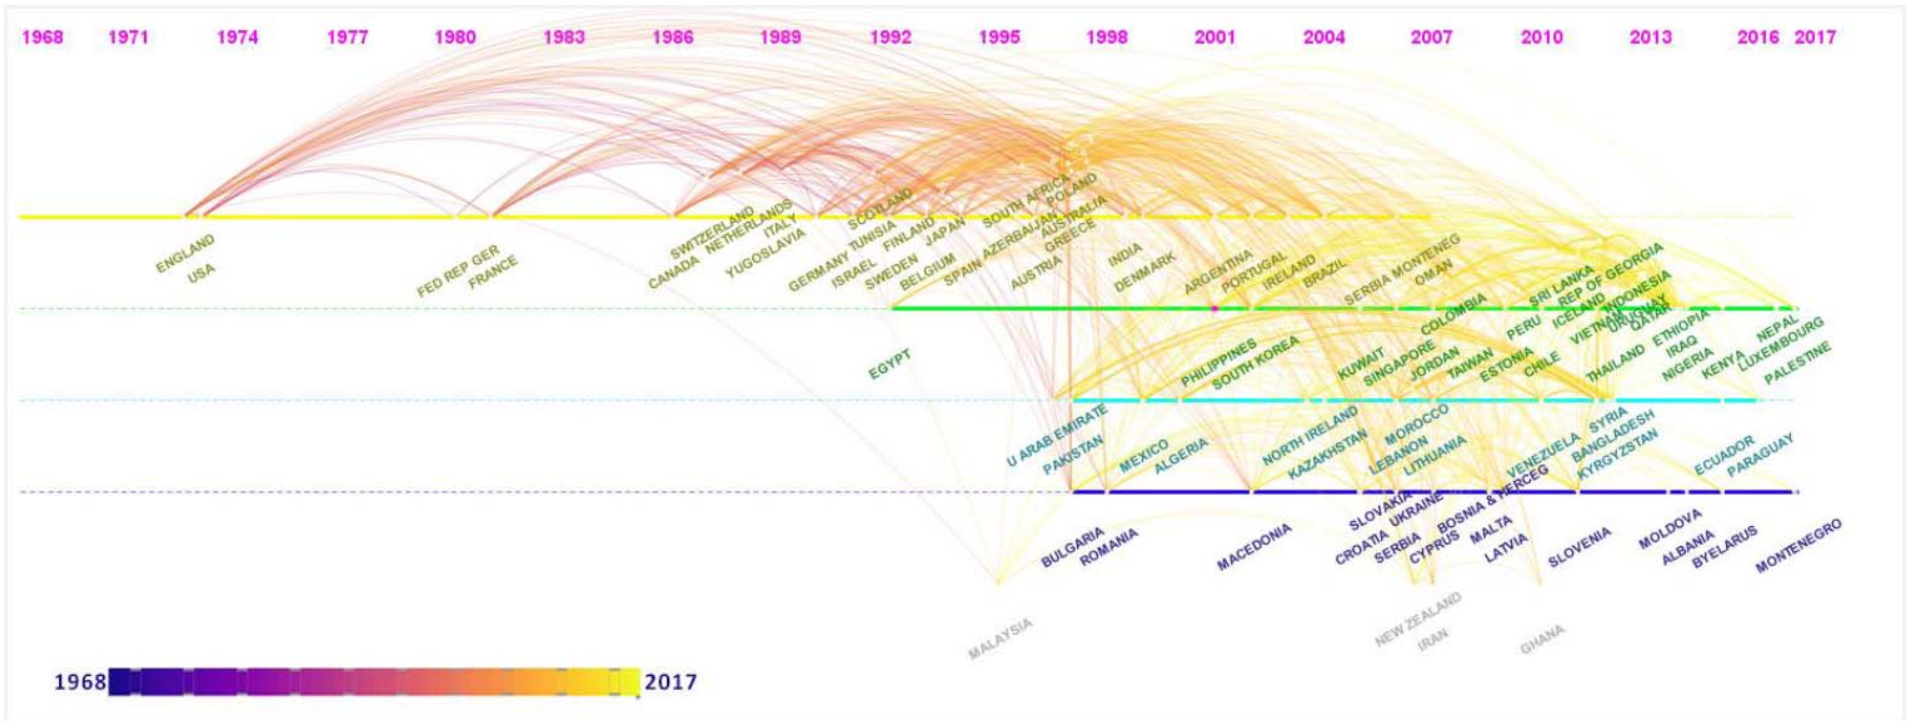 1968 1971 1974 1977 1980 1983 1986 1989 1992 1995 1998 2001 2004 2007 2010 2013 2016 2017
ENGLAND
USA
FED REP GER
FRANCE
CANADA
SWITZERLAND
NETHERLANDS
ITALY
YUGOSLAVIA
GERMANY
SCOTLAND
TUNISIA
ISRAEL
FINLAND
SWEDEN
JAPAN
BELGIUM
SPAIN
SOUTH AFRICA
AZERBAIJAN
POLAND
AUSTRIA
AUSTRALIA
GREECE
INDIA
DENMARK
ARGENTINA
PORTUGAL
IRELAND
BRAZIL
SERBIA MONTENEG
OMAN
EGYPT
PHILIPPINES
SOUTH KOREA
KUWAIT
SINGAPORE
COLOMBIA
JORDAN
TAIWAN
PERU
ESTONIA
SRI LANKA
CHILE
REP OF GEORGIA
ICELAND
INDONESIA
VIETNAM
URUGUAY
QATAR
THAILAND
ETHIOPIA
IRAQ
NIGERIA
KENYA
NEPAL
LUXEMBOURG
PALESTINE
U ARAB EMIRATE
PAKISTAN
MEXICO
ALGERIA
NORTH IRELAND
KAZAKHSTAN
MOROCCO
LEBANON
LITHUANIA
VENEZUELA
SYRIA
BANGLADESH
KYRGYZSTAN
ECUADOR
PARAGUAY
BULGARIA
ROMANIA
MACEDONIA
SLOVAKIA
CROATIA
UKRAINE
SERBIA
CYPRUS
BOSNIA & HERCEG
MALTA
LATVIA
SLOVENIA
MOLDOVA
ALBANIA
BYELARUS
MONTENEGRO
MALAYSIA
NEW ZEALAND
IRAN
GHANA
1968 2017